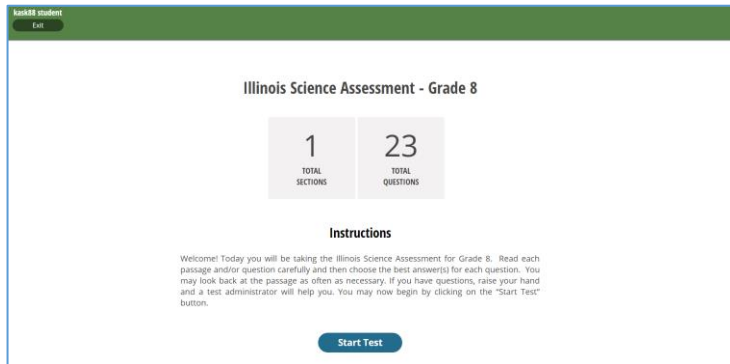 kask88 student
Exit
Illinois Science Assessment - Grade 8
1
TOTAL
SECTIONS
23
TOTAL
QUESTIONS
Instructions
Welcome! Today you will be taking the Illinois Science Assessment for Grade 8. Read each
passage and/or question carefully and then choose the best answer(s) for each question. You
may look back at the passage as often as necessary. If you have questions, raise your hand
and a test administrator will help you. You may now begin by clicking on the "Start Test"
button.
Start Test